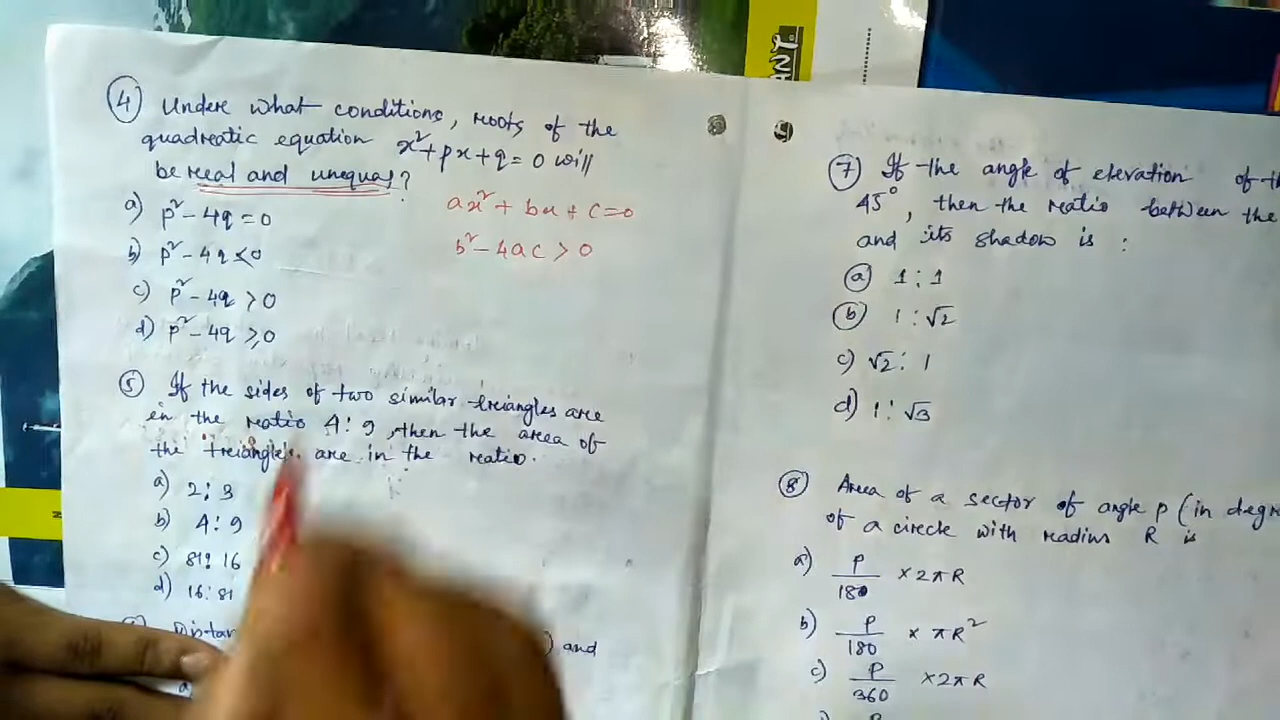 4 Under what conditions, roots of the
quadratic equation x²+px+q=0 will
be real and unequal?
a) p²-4q=0
b) p²-4q<0
c) p²-4q>0
d) p²-4q≥0
ax²+bx+c=0
b²-4ac>0
5 If the sides of two similar triangles are
in the ratio 4:9, then the area of
the triangles are in the ratio.
a) 2:3
b) 4:9
c) 81:16
d) 16:81
and
7 If the angle of elevation of
45°, then the ratio between the
and its shadow is :
a 1:1
b 1:√2
c) √2:1
d) 1:√3
8 Area of a sector of angle p (in
of a circle with radius R is
a) p/180 × 2πR
b) p/180 × πR²
c) p/360 × 2πR